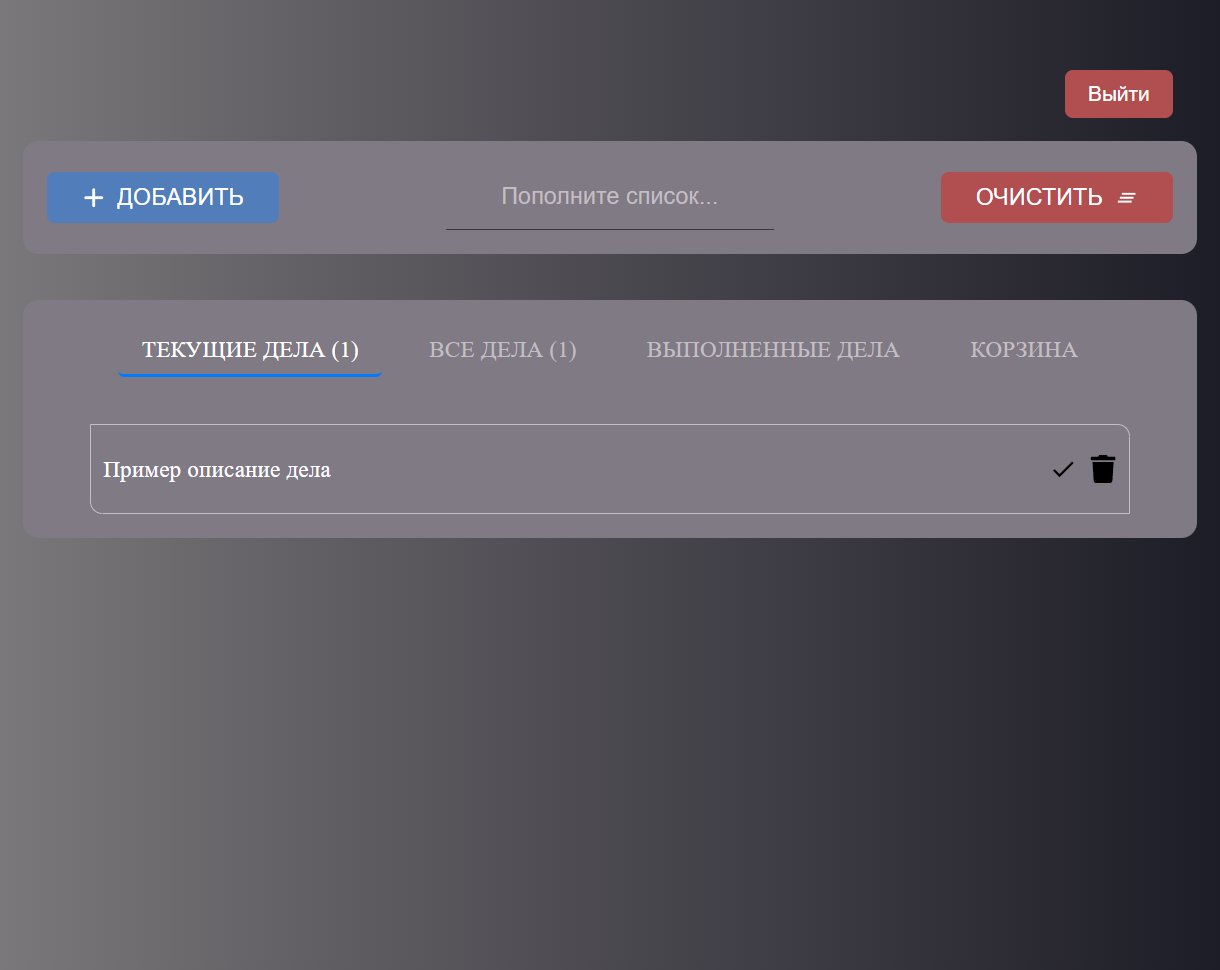 Выйти
ДОБАВИТЬ
Пополните список...
ОЧИСТИТЬ
ТЕКУЩИЕ ДЕЛА (1)
ВСЕ ДЕЛА (1)
ВЫПОЛНЕННЫЕ ДЕЛА
КОРЗИНА
Пример описание дела